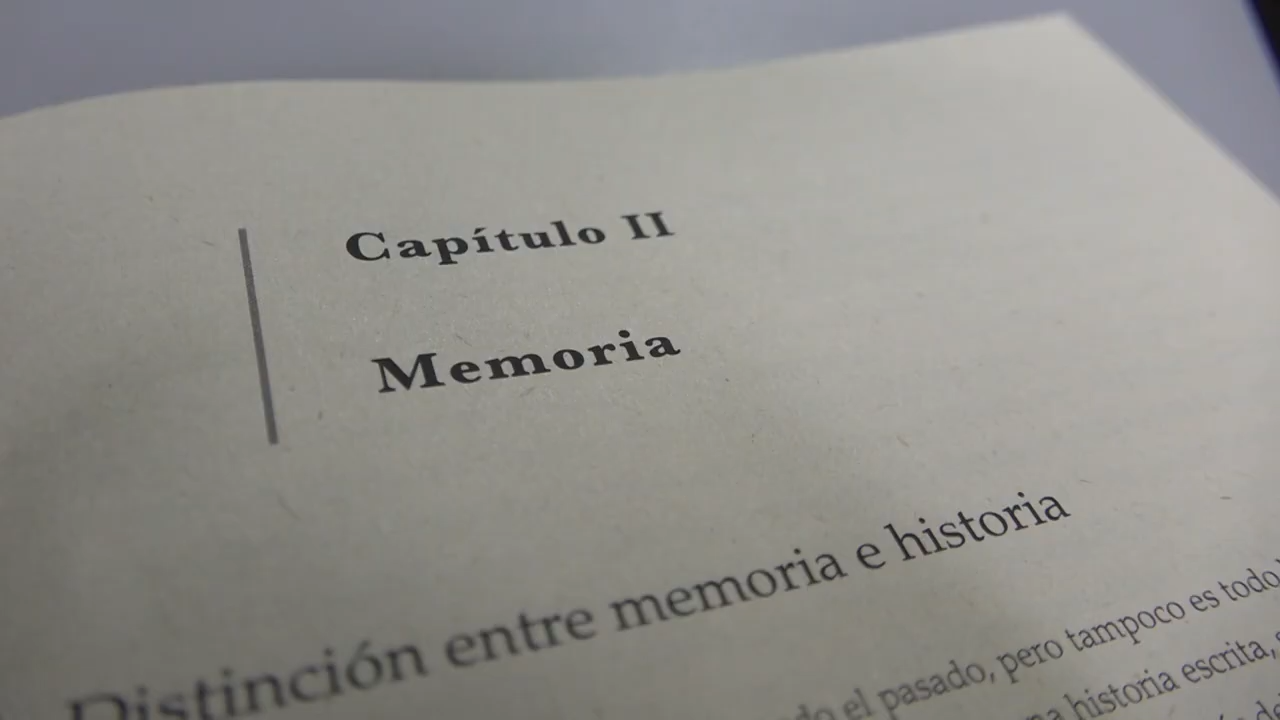 Capítulo II
Memoria
Distinción entre memoria e historia
el pasado, pero tampoco es todo
historia escrita,